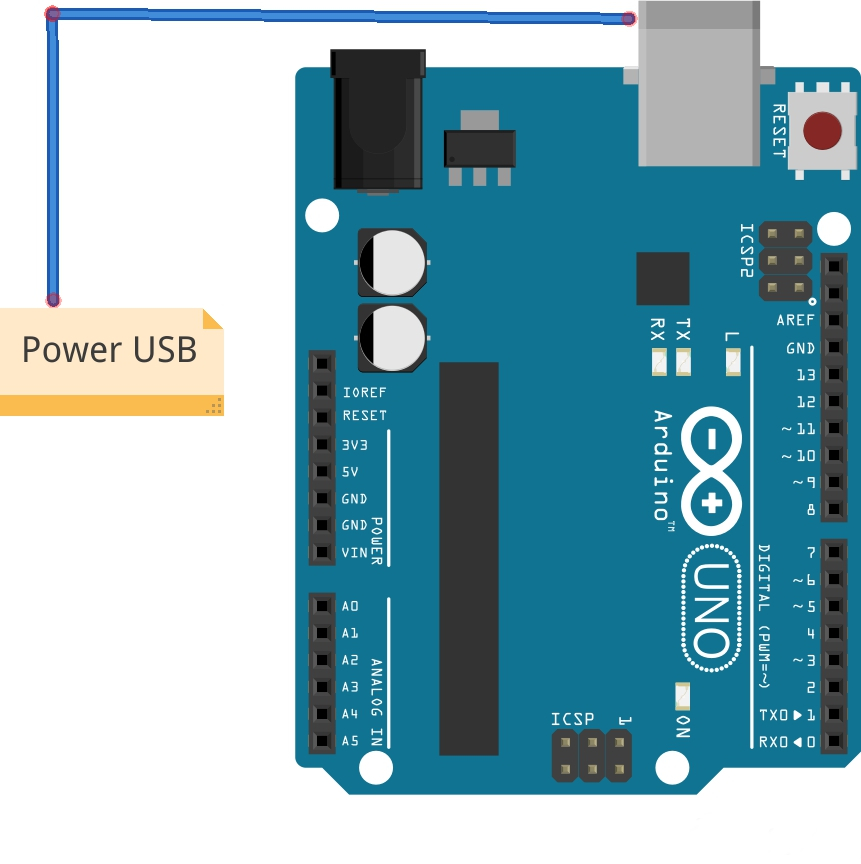 Power USB
RESET
ICSP2
RX
TX
L
AREF
GND
13
12
~11
~10
~9
8
IOREF
RESET
3V3
5V
GND
GND
VIN
POWER
Arduino™
UNO
DIGITAL (PWM=~)
7
~6
~5
4
~3
2
TX0▶1
RX0◀0
A0
A1
A2
A3
A4
A5
ANALOG IN
ICSP
1
ON